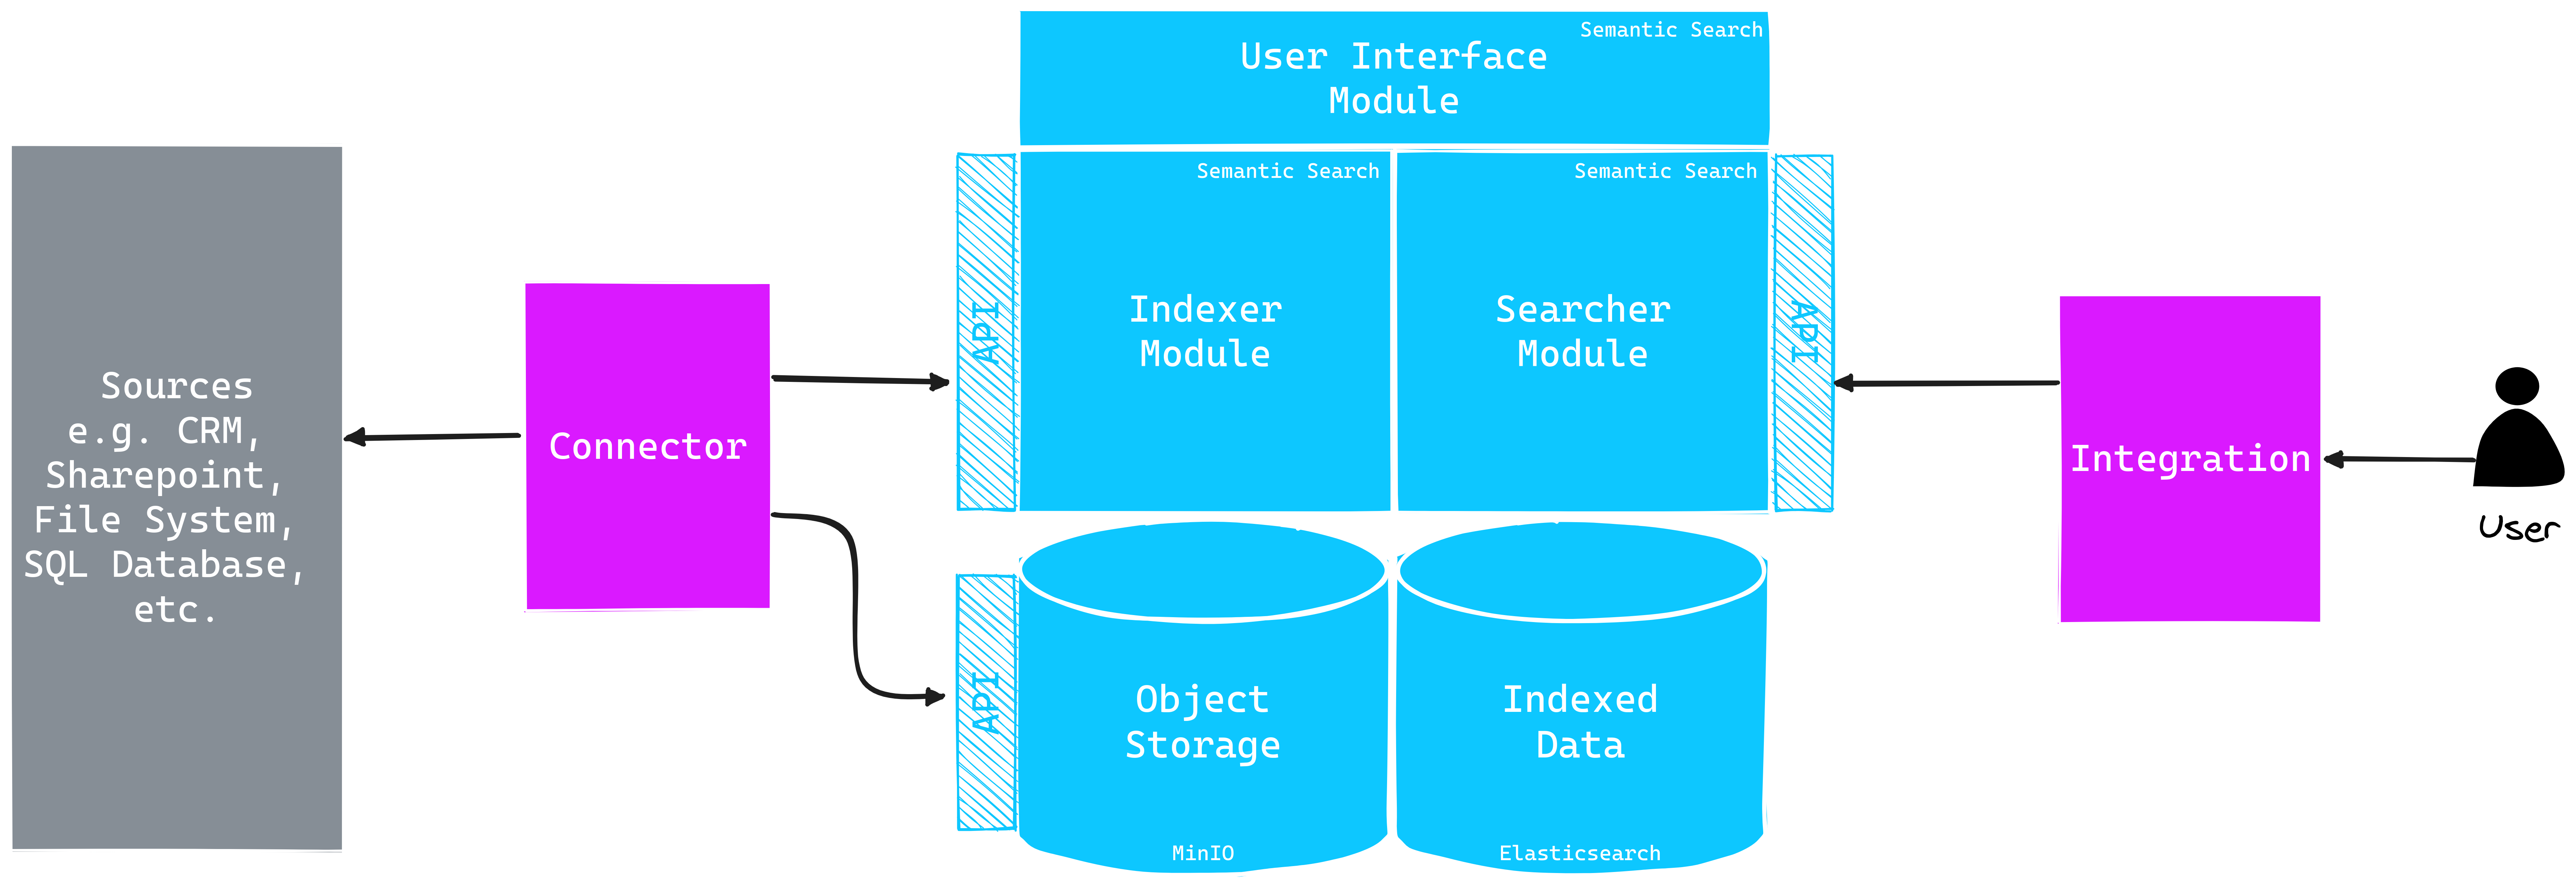 Semantic Search
User Interface
Module
Sources
e.g. CRM,
Sharepoint,
File System,
SQL Database,
etc.
Connector
API
Semantic Search
Indexer
Module
Semantic Search
Searcher
Module
API
API
Object
Storage
MinIO
Indexed
Data
Elasticsearch
Integration
User